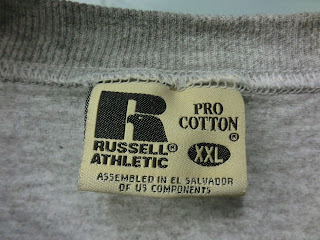 R
PRO
COTTON®
RUSSELL®
ATHLETIC
XXL
ASSEMBLED IN EL SALVADOR
OF US COMPONENTS